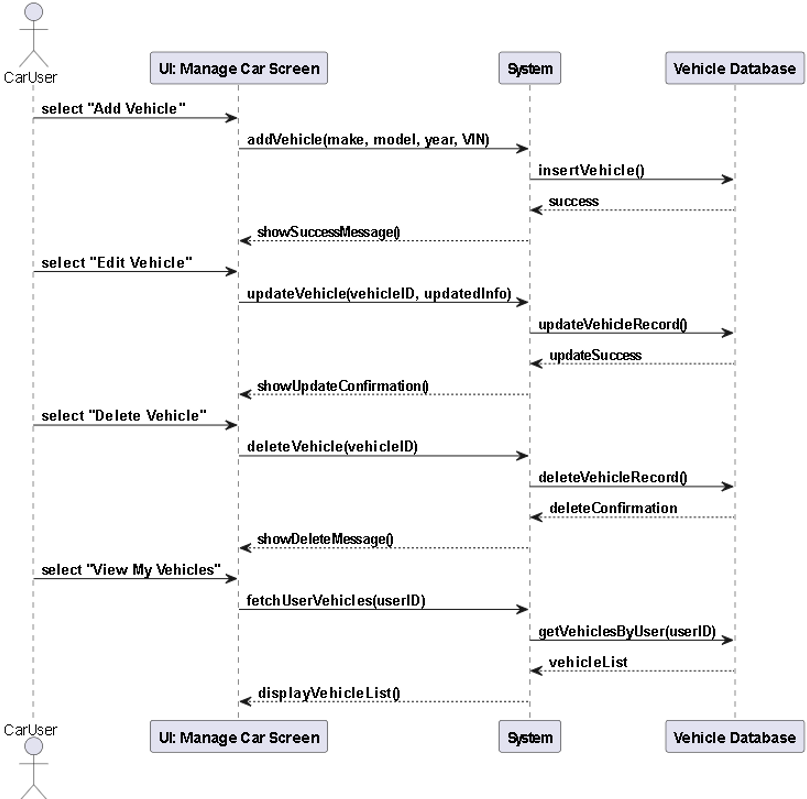 CarUser
UI: Manage Car Screen
System
Vehicle Database
select "Add Vehicle"
addVehicle(make, model, year, VIN)
insertVehicle()
success
showSuccessMessage()
select "Edit Vehicle"
updateVehicle(vehicleID, updatedInfo)
updateVehicleRecord()
updateSuccess
showUpdateConfirmation()
select "Delete Vehicle"
deleteVehicle(vehicleID)
deleteVehicleRecord()
deleteConfirmation
showDeleteMessage()
select "View My Vehicles"
fetchUserVehicles(userID)
getVehiclesByUser(userID)
vehicleList
displayVehicleList()
CarUser
UI: Manage Car Screen
System
Vehicle Database